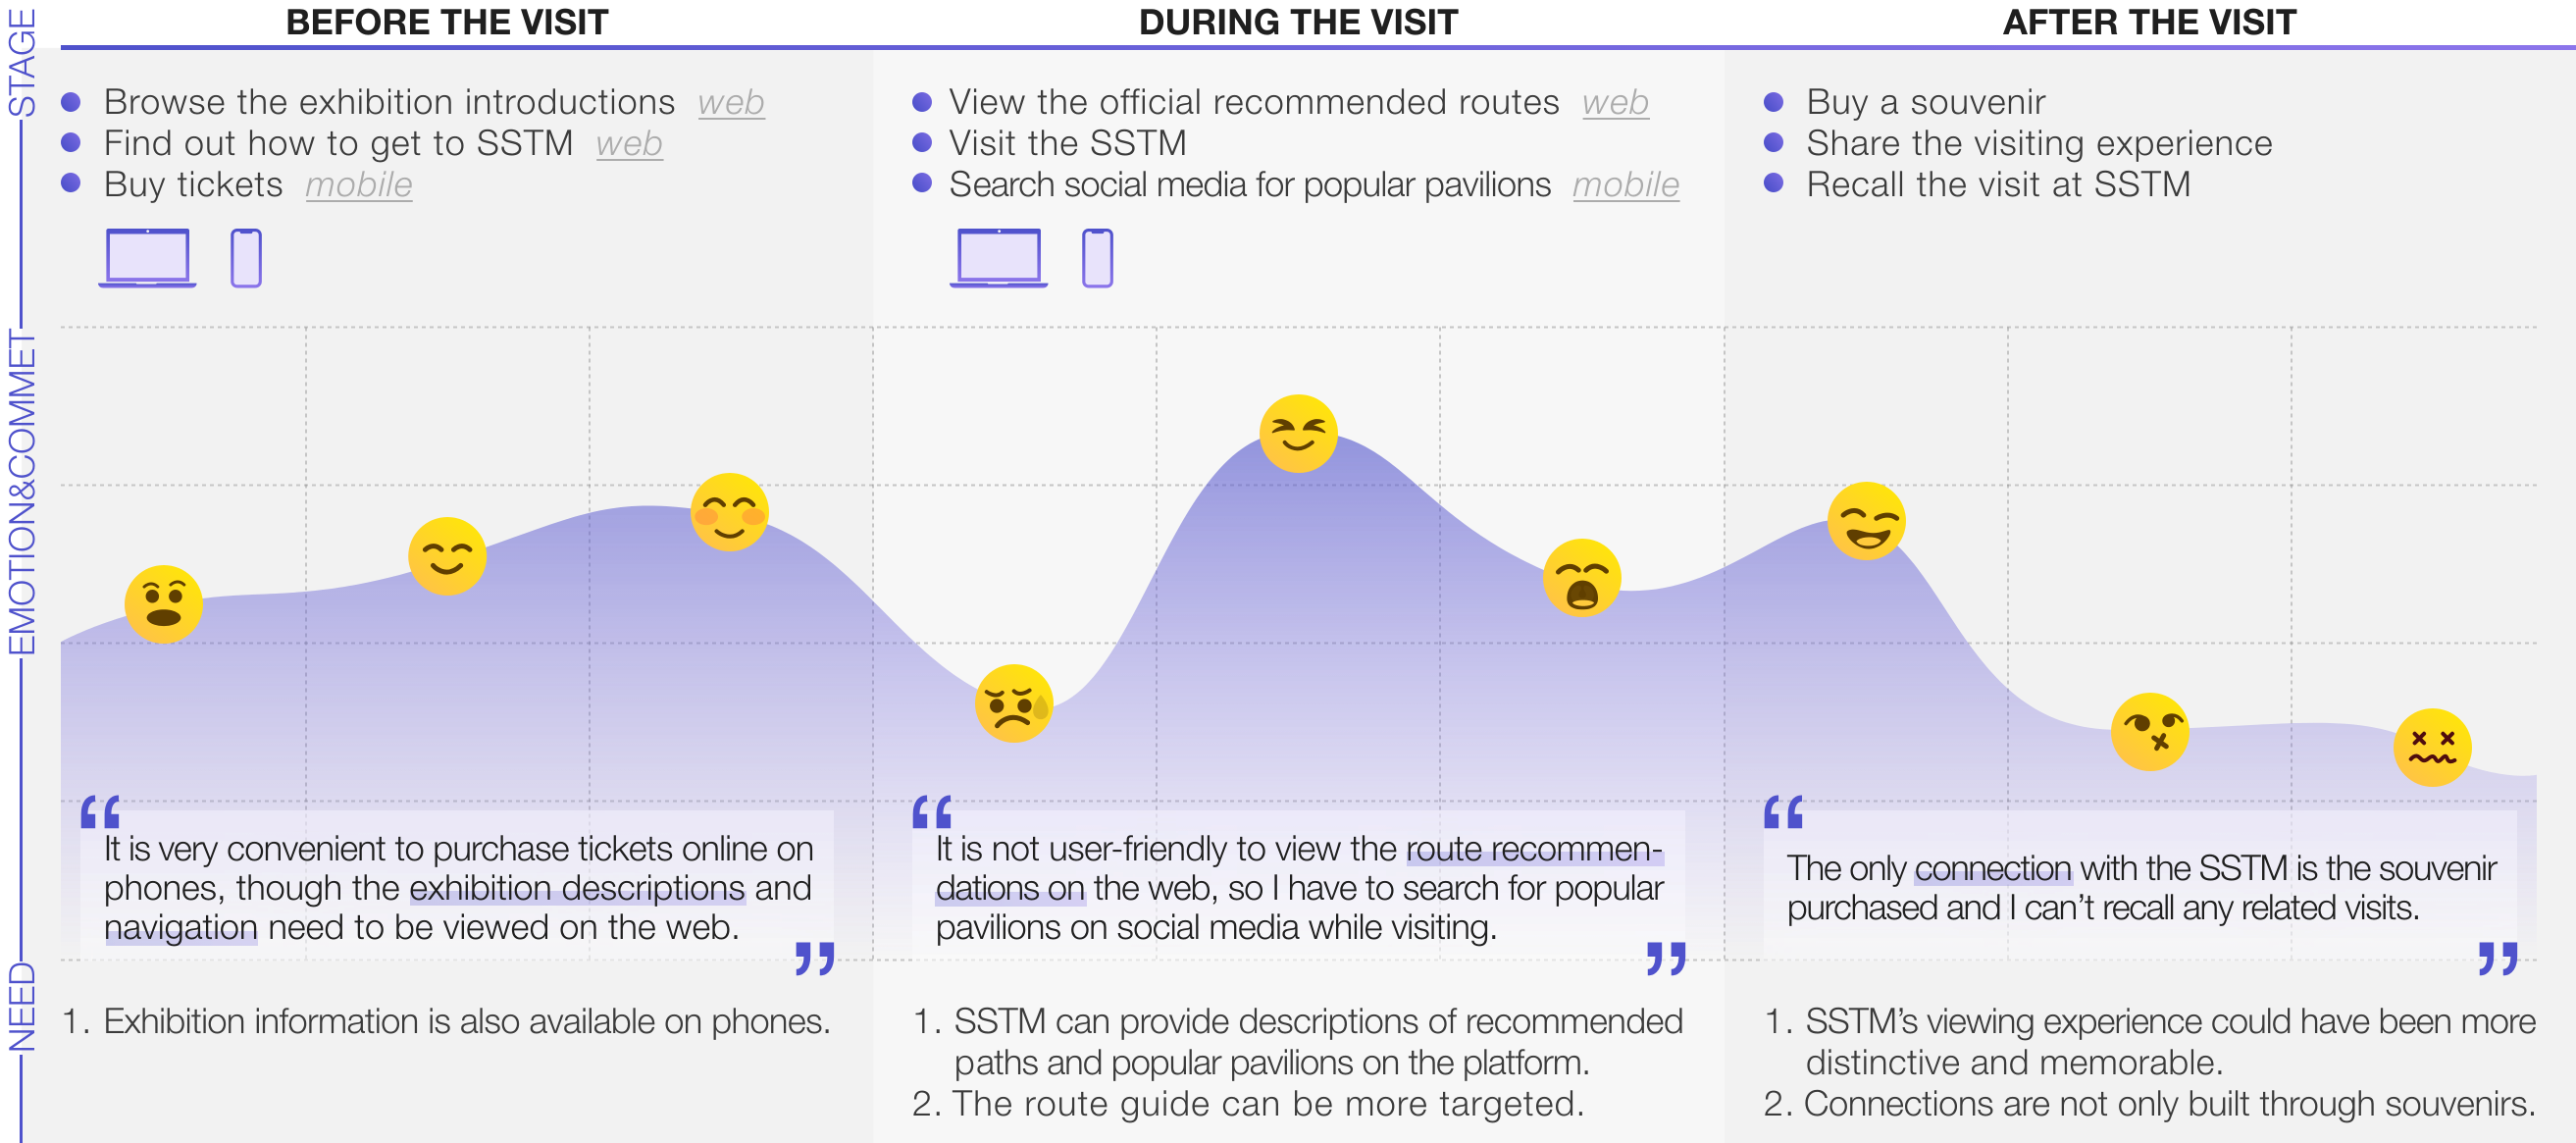 STAGE
BEFORE THE VISIT
DURING THE VISIT
AFTER THE VISIT
Browse the exhibition introductions web
Find out how to get to SSTM web
Buy tickets mobile
View the official recommended routes web
Visit the SSTM
Search social media for popular pavilions mobile
Buy a souvenir
Share the visiting experience
Recall the visit at SSTM
EMOTION&COMMET
“
It is very convenient to purchase tickets online on
phones, though the exhibition descriptions and
navigation need to be viewed on the web.
”
“
It is not user-friendly to view the route recommen-
dations on the web, so I have to search for popular
pavilions on social media while visiting.
”
“
The only connection with the SSTM is the souvenir
purchased and I can’t recall any related visits.
”
NEED
1. Exhibition information is also available on phones.
1. SSTM can provide descriptions of recommended
paths and popular pavilions on the platform.
2. The route guide can be more targeted.
1. SSTM’s viewing experience could have been more
distinctive and memorable.
2. Connections are not only built through souvenirs.